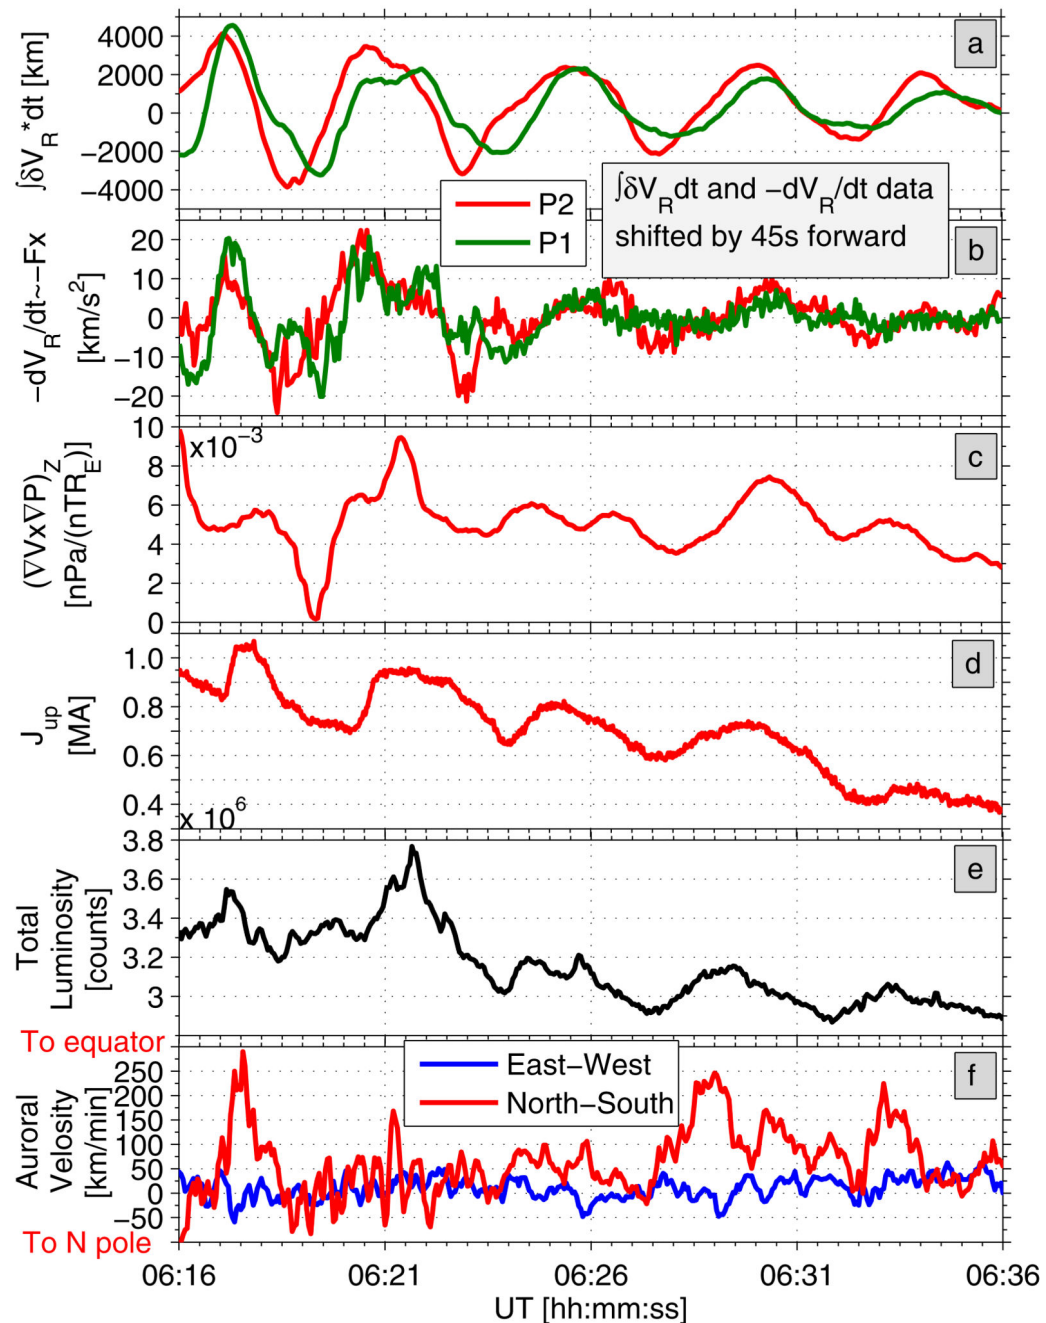 4000
2000
0
−2000
−4000
∫δV_R*dt [km]
a
P2
P1
∫δV_R dt and −dV_R/dt data
shifted by 45s forward
20
10
0
−10
−20
−dV_R/dt~−Fx
[km/s²]
b
10
8
6
4
2
0
x10⁻³
(∇Vx∇P)_Z
[nPa/(nTR_E)]
c
1.0
0.8
0.6
0.4
J_up
[MA]
d
x 10⁶
3.8
3.6
3.4
3.2
3
Total
Luminosity
[counts]
e
To equator
250
200
150
100
50
0
−50
Auroral
Velosity
[km/min]
To N pole
East−West
North−South
f
06:16
06:21
06:26
06:31
06:36
UT [hh:mm:ss]